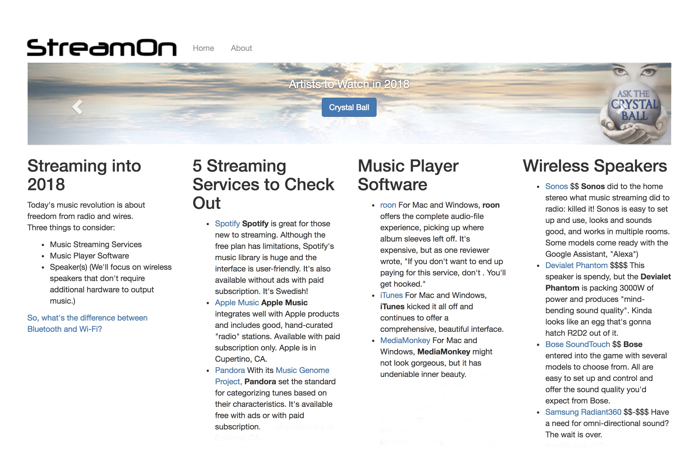 StreamOn
Home About
Artists to Watch in 2018
Crystal Ball
ASK THE
CRYSTAL
BALL
Streaming into
2018
Today's music revolution is about
freedom from radio and wires.
Three things to consider:
Music Streaming Services
Music Player Software
Speaker(s) (We'll focus on wireless
speakers that don't require
additional hardware to output
music.)
So, what's the difference between
Bluetooth and Wi-Fi?
5 Streaming
Services to Check
Out
Spotify Spotify is great for those
new to streaming. Although the
free plan has limitations, Spotify's
music library is huge and the
interface is user-friendly. It's also
available without ads with paid
subscription. It's Swedish!
Apple Music Apple Music
integrates well with Apple products
and includes good, hand-curated
"radio" stations. Available with paid
subscription only. Apple is in
Cupertino, CA.
Pandora With its Music Genome
Project, Pandora set the standard
for categorizing tunes based on
their characteristics. It's available
free with ads or with paid
subscription.
Music Player
Software
roon For Mac and Windows, roon
offers the complete audio-file
experience, picking up where
album sleeves left off. It's
expensive, but as one reviewer
wrote, "If you don't want to end up
paying for this service, don't . You'll
get hooked."
iTunes For Mac and Windows,
iTunes kicked it all off and
continues to offer a
comprehensive, beautiful interface.
MediaMonkey For Mac and
Windows, MediaMonkey might
not look gorgeous, but it has
undeniable inner beauty.
Wireless Speakers
Sonos $$ Sonos did to the home
stereo what music streaming did to
radio: killed it! Sonos is easy to set
up and use, looks and sounds
good, and works in multiple rooms.
Some models come ready with the
Google Assistant, "Alexa")
Devialet Phantom $$$$ This
speaker is spendy, but the Devialet
Phantom is packing 3000W of
power and produces "mind-
bending sound quality". Kinda
looks like an egg that's gonna
hatch R2D2 out of it.
Bose SoundTouch $$ Bose
entered into the game with several
models to choose from. All are
easy to set up and control and
offer the sound quality you'd
expect from Bose.
Samsung Radiant360 $$-$$$ Have
a need for omni-directional sound?
The wait is over.